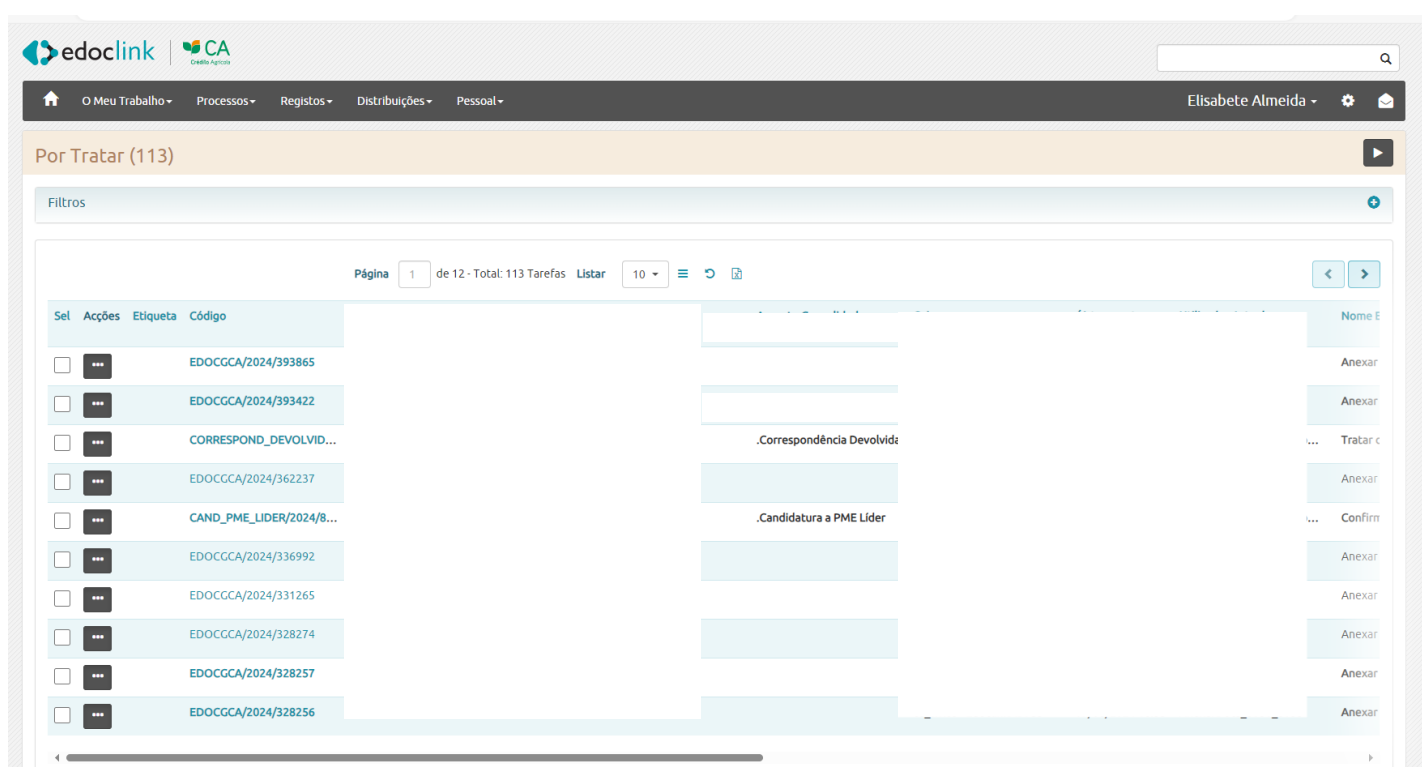 edoclink CA
Crédito Agrícola
O Meu Trabalho Processos Registos Distribuições Pessoal Elisabete Almeida
Por Tratar (113)
Filtros
Página 1 de 12 - Total: 113 Tarefas Listar 10
Sel Acções Etiqueta Código Nome E
EDOCGCA/2024/393865 Anexar
EDOCGCA/2024/393422 Anexar
CORRESPOND_DEVOLVID... .Correspondência Devolvida ... Tratar
EDOCGCA/2024/362237 Anexar
CAND_PME_LIDER/2024/8... .Candidatura a PME Líder ... Confirm
EDOCGCA/2024/336992 Anexar
EDOCGCA/2024/331265 Anexar
EDOCGCA/2024/328274 Anexar
EDOCGCA/2024/328257 Anexar
EDOCGCA/2024/328256 Anexar